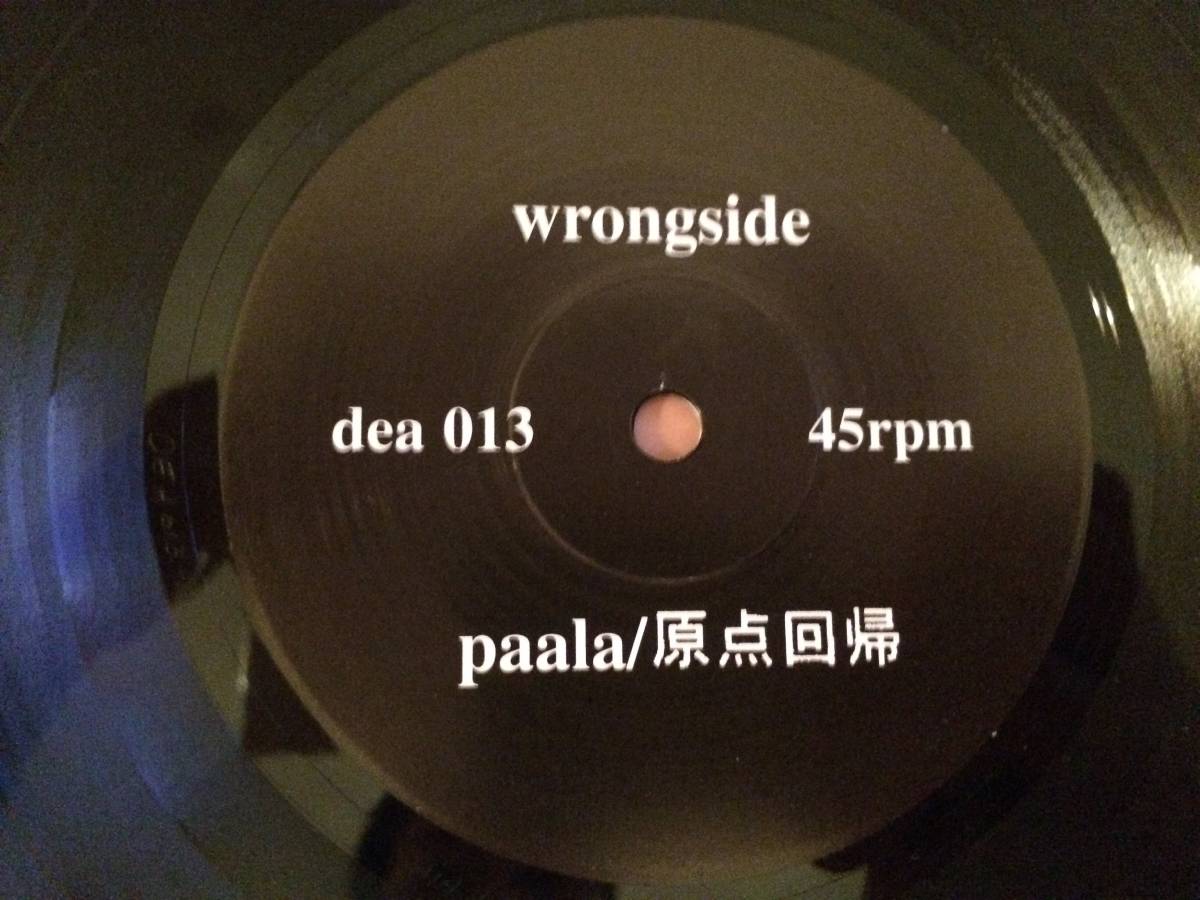 wrongside
dea 013
45rpm
paala/原点回帰